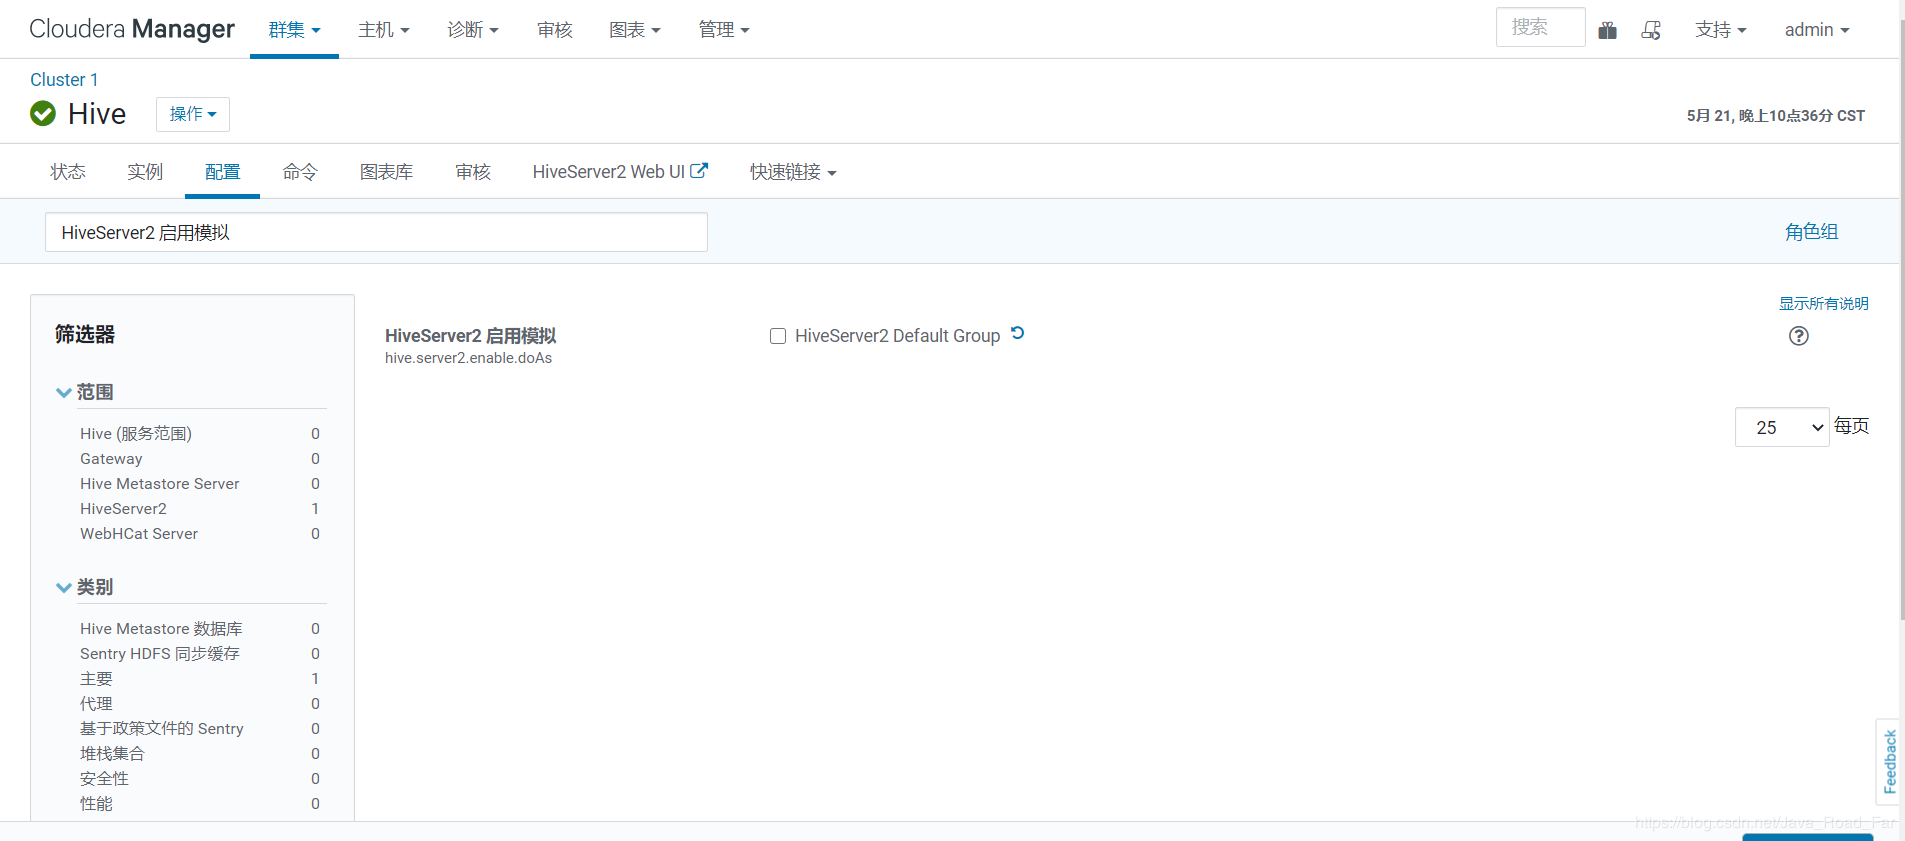 Cloudera Manager 群集 主机 诊断 审核 图表 管理 搜索 支持 admin
Cluster 1
Hive 操作
5月 21, 晚上10点36分 CST
状态 实例 配置 命令 图表库 审核 HiveServer2 Web UI 快速链接
HiveServer2 启用模拟
角色组
显示所有说明
筛选器
HiveServer2 启用模拟
hive.server2.enable.doAs
HiveServer2 Default Group
范围
Hive (服务范围) 0
Gateway 0
Hive Metastore Server 0
HiveServer2 1
WebHCat Server 0
25 每页
类别
Hive Metastore 数据库 0
Sentry HDFS 同步缓存 0
主要 1
代理 0
基于政策文件的 Sentry 0
堆栈集合 0
安全性 0
性能 0
Feedback
https://blog.csdn.net/Java_Road_Far